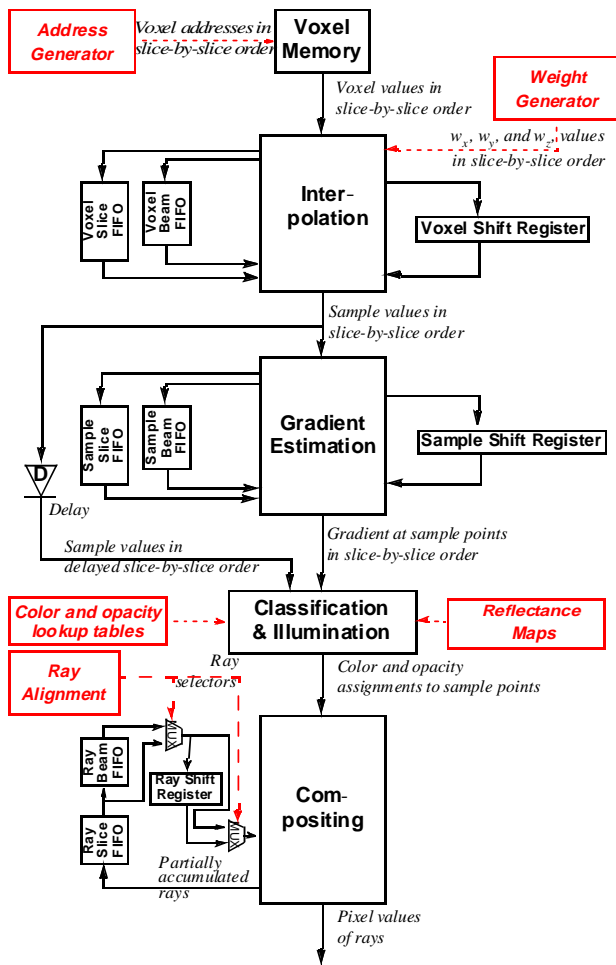 Address
Generator
Voxel addresses in
slice-by-slice order
Voxel
Memory
Voxel values in
slice-by-slice order
Weight
Generator
wx, wy, and wz, values
in slice-by-slice order
Voxel
Slice
FIFO
Voxel
Beam
FIFO
Inter-
polation
Voxel Shift Register
Sample values in
slice-by-slice order
Sample
Slice
FIFO
Sample
Beam
FIFO
Gradient
Estimation
Sample Shift Register
D
Delay
Sample values in
delayed slice-by-slice order
Gradient at sample points
in slice-by-slice order
Color and opacity
lookup tables
Classification
& Illumination
Reflectance
Maps
Ray
Alignment
Ray
selectors
Color and opacity
assignments to sample points
MUX
Ray
Beam
FIFO
Ray Shift
Register
Ray
Slice
FIFO
MUX
Com-
positing
Partially
accumulated
rays
Pixel values
of rays